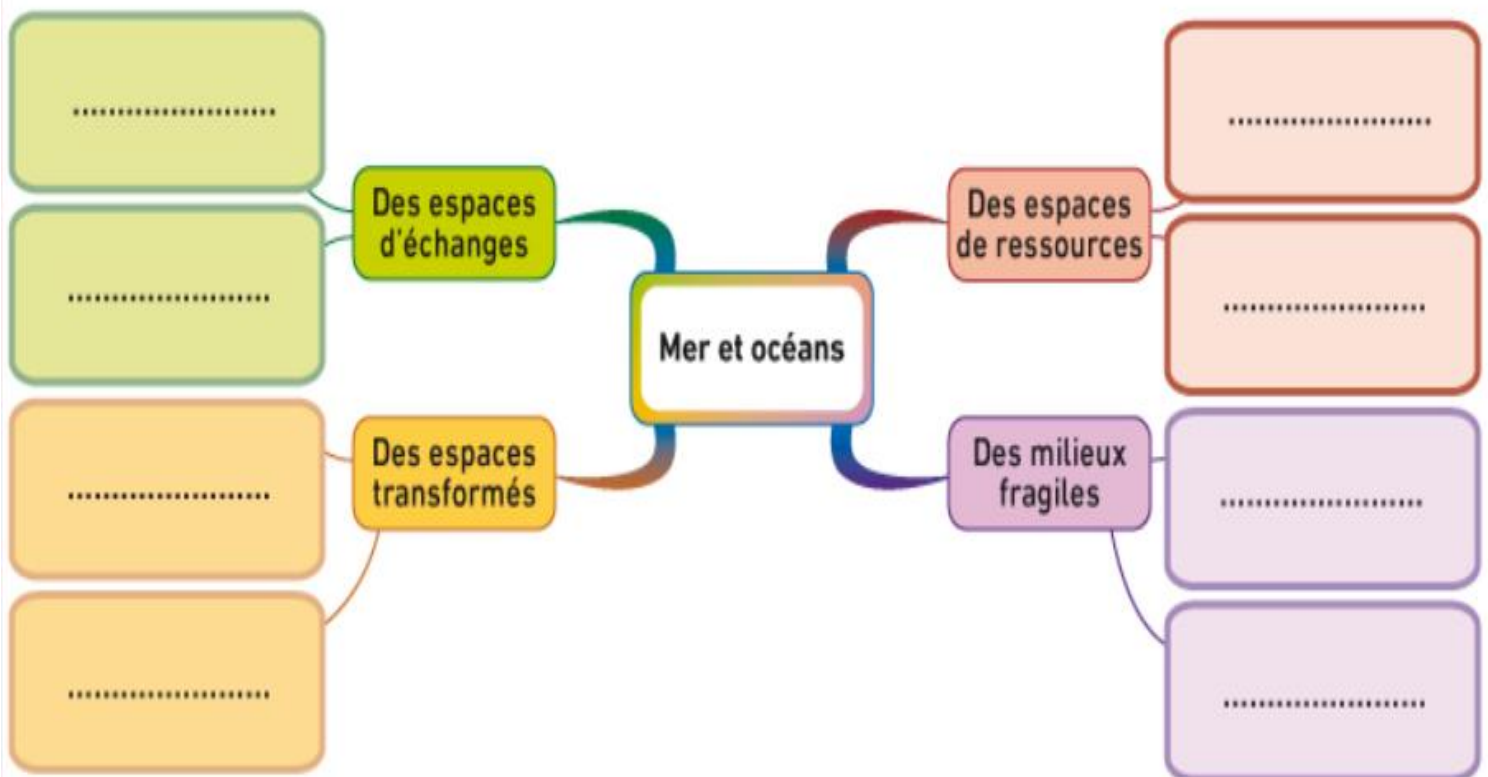 .......................
.......................
Des espaces
d'échanges
Des espaces
de ressources
.......................
.......................
Mer et océans
.......................
.......................
Des espaces
transformés
Des milieux
fragiles
.......................
.......................